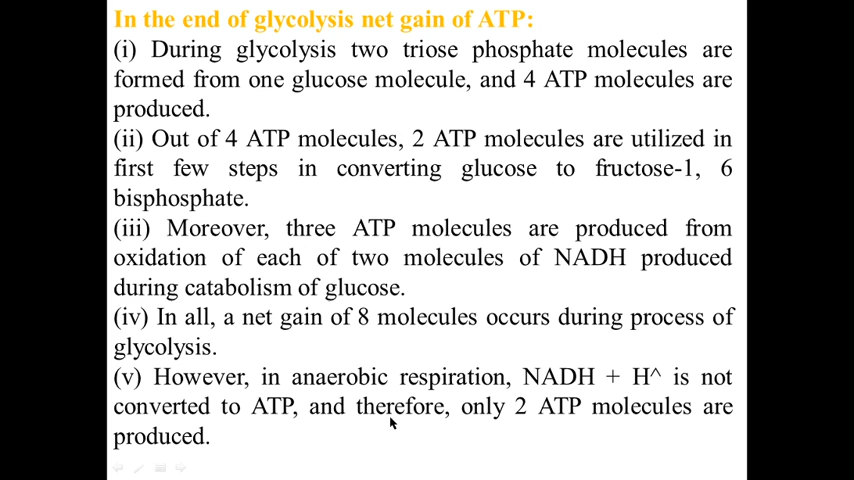 In the end of glycolysis net gain of ATP:
(i) During glycolysis two triose phosphate molecules are
formed from one glucose molecule, and 4 ATP molecules are
produced.
(ii) Out of 4 ATP molecules, 2 ATP molecules are utilized in
first few steps in converting glucose to fructose-1, 6
bisphosphate.
(iii) Moreover, three ATP molecules are produced from
oxidation of each of two molecules of NADH produced
during catabolism of glucose.
(iv) In all, a net gain of 8 molecules occurs during process of
glycolysis.
(v) However, in anaerobic respiration, NADH + H^ is not
converted to ATP, and therefore, only 2 ATP molecules are
produced.